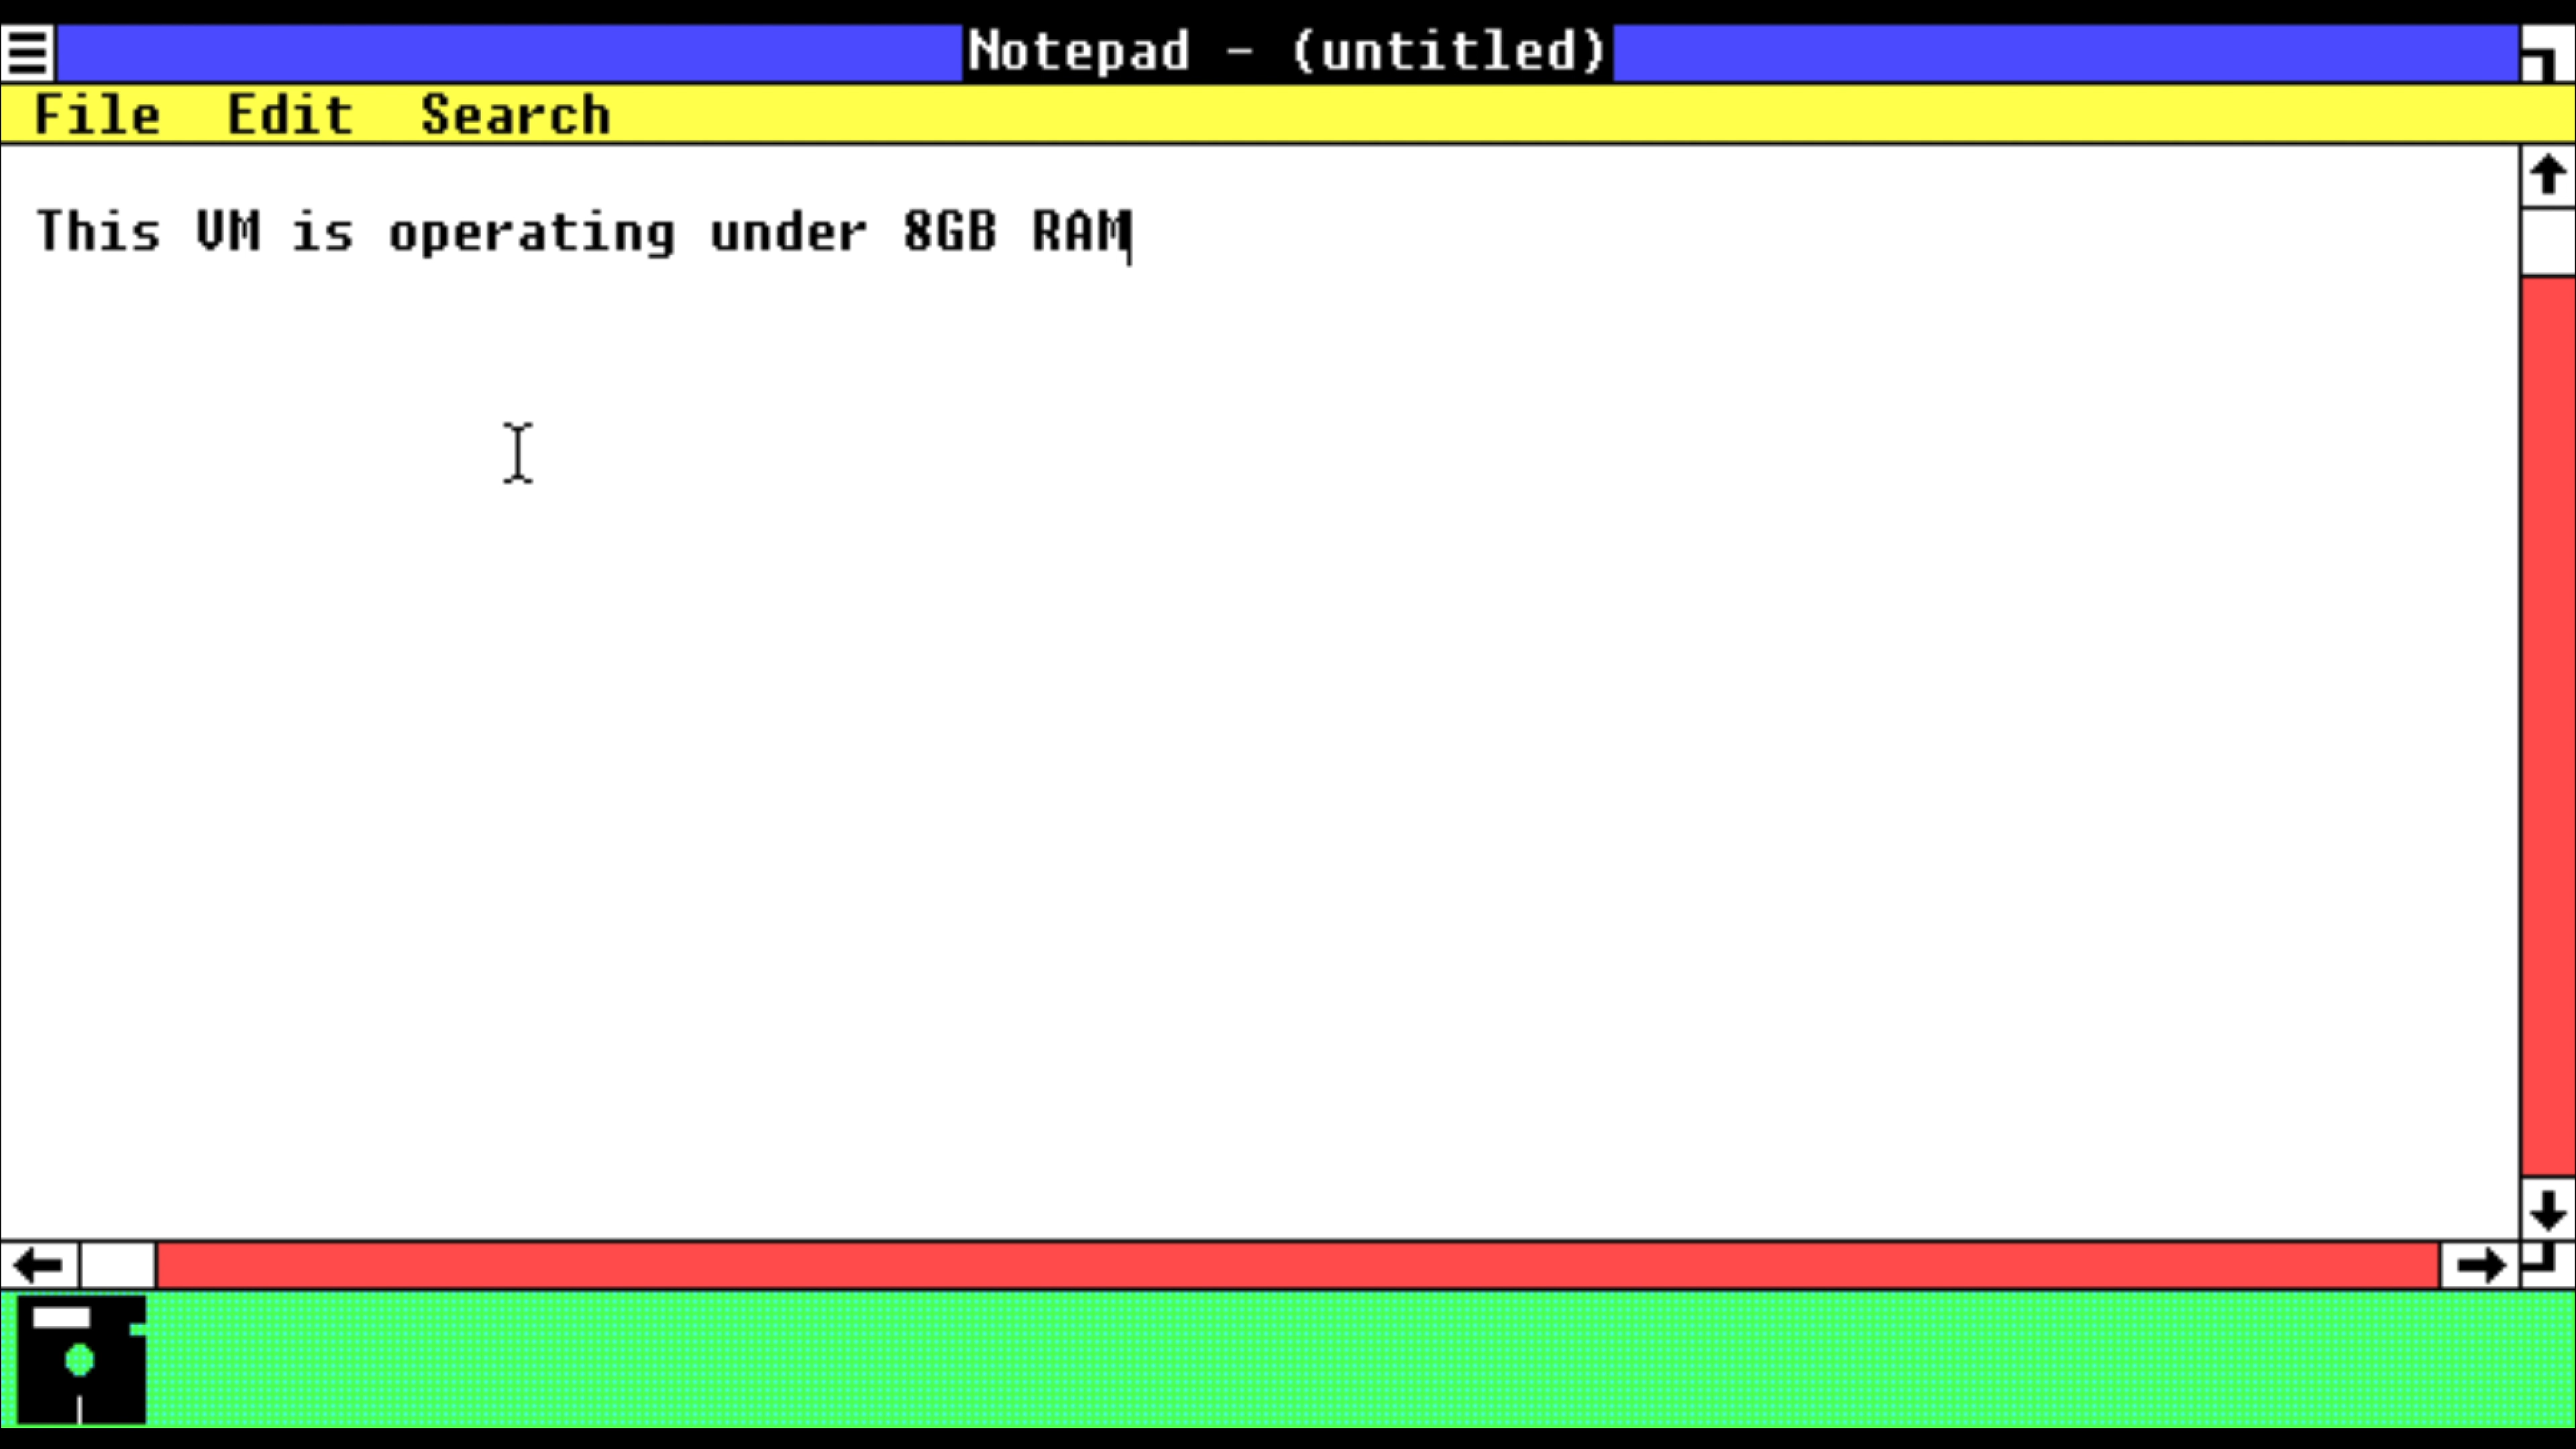 Notepad - (untitled)
File Edit Search
This VM is operating under 8GB RAM